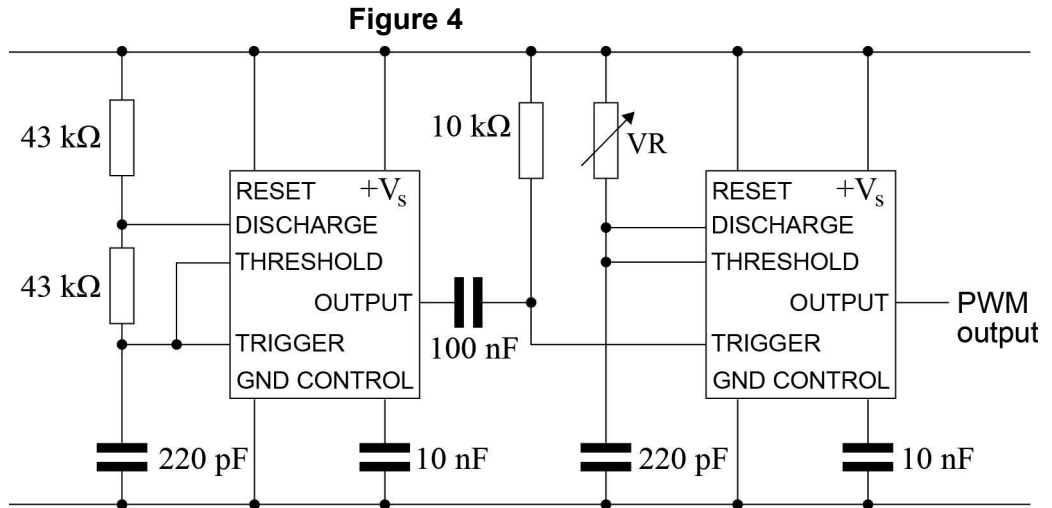 Figure 4
43 kΩ
43 kΩ
220 pF
RESET
+Vs
DISCHARGE
THRESHOLD
OUTPUT
TRIGGER
GND CONTROL
10 nF
100 nF
10 kΩ
VR
220 pF
RESET
+Vs
DISCHARGE
THRESHOLD
OUTPUT
TRIGGER
GND CONTROL
10 nF
PWM
output